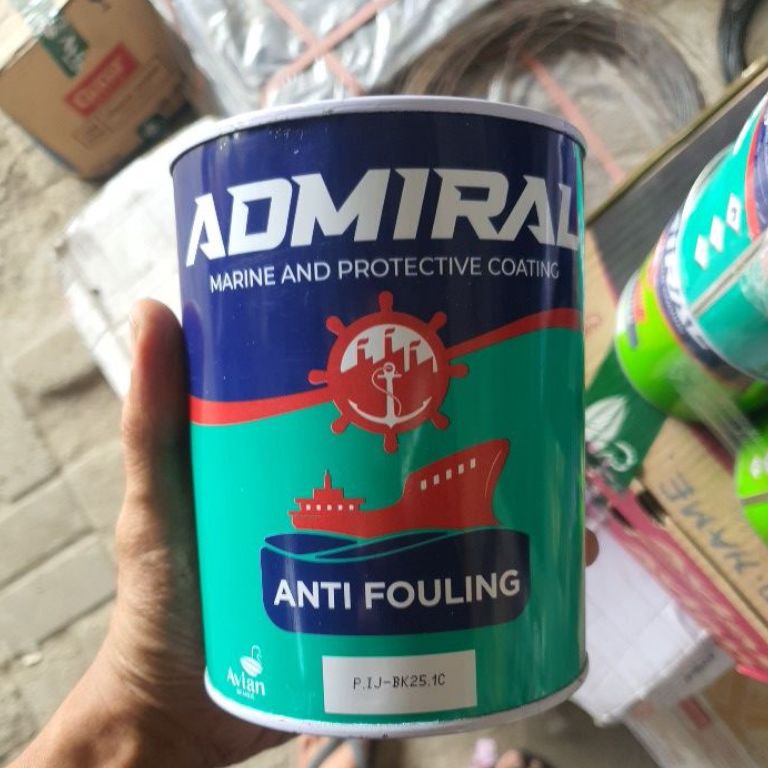 ADMIRAL
MARINE AND PROTECTIVE COATING
ANTI FOULING
Avian
P.IJ-BK25.1C